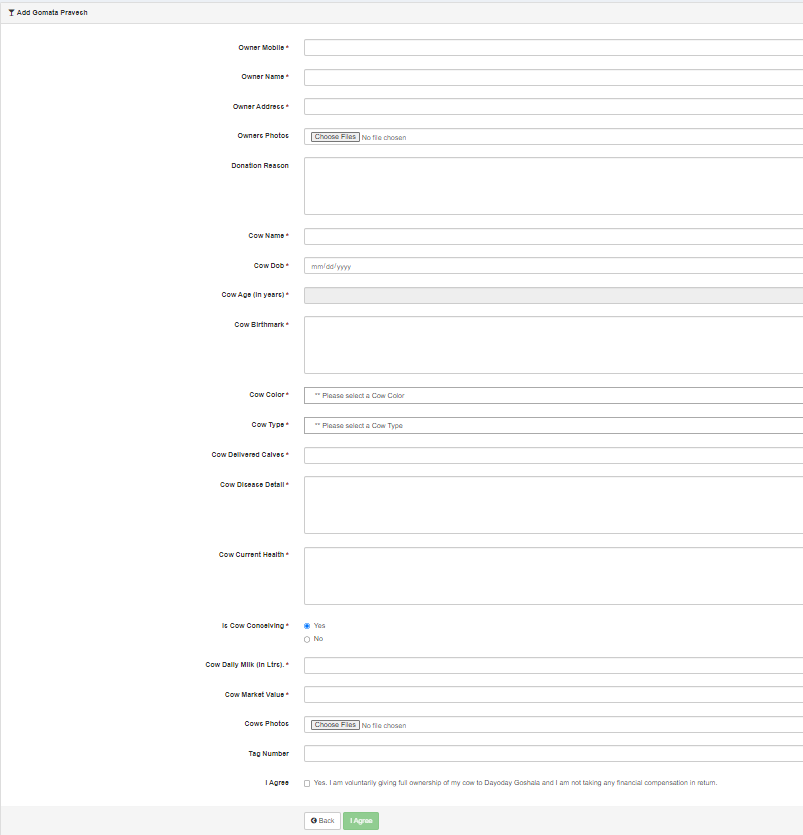 Add Gomata Pravesh
Owner Mobile *
Owner Name *
Owner Address *
Owners Photos Choose Files No file chosen
Donation Reason
Cow Name *
Cow Dob * mm/dd/yyyy
Cow Age (in years) *
Cow Birthmark *
Cow Color * ** Please select a Cow Color
Cow Type * ** Please select a Cow Type
Cow Delivered Calves *
Cow Disease Detail *
Cow Current Health *
Is Cow Conceiving * Yes
No
Cow Daily Milk (in Ltrs). *
Cow Market Value *
Cows Photos Choose Files No file chosen
Tag Number
I Agree Yes. I am voluntarily giving full ownership of my cow to Dayoday Goshala and I am not taking any financial compensation in return.
Back I Agree